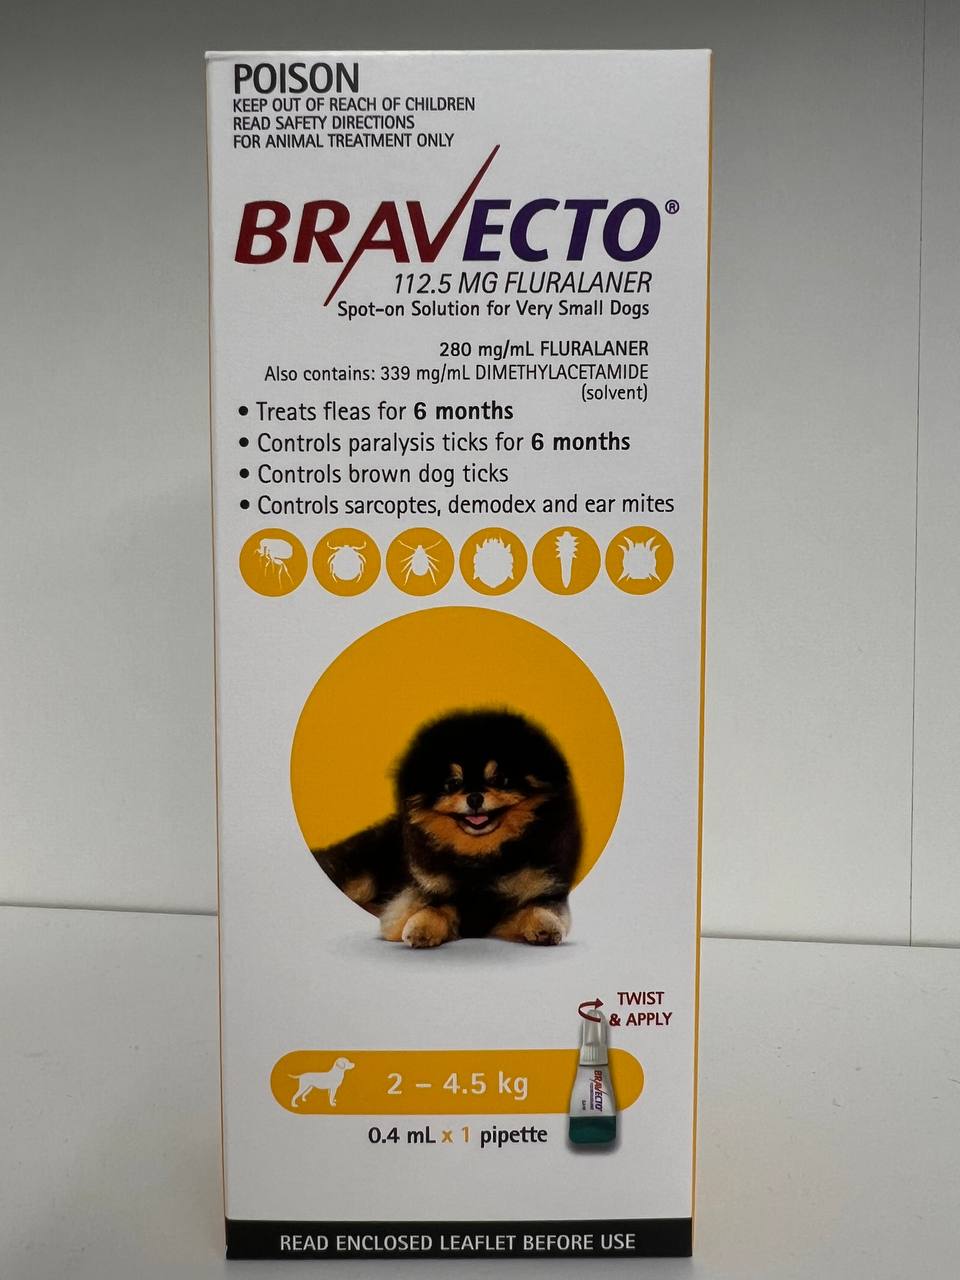 POISON
KEEP OUT OF REACH OF CHILDREN
READ SAFETY DIRECTIONS
FOR ANIMAL TREATMENT ONLY
BRAVECTO®
112.5 MG FLURALANER
Spot-on Solution for Very Small Dogs
280 mg/mL FLURALANER
Also contains: 339 mg/mL DIMETHYLACETAMIDE
(solvent)
• Treats fleas for 6 months
• Controls paralysis ticks for 6 months
• Controls brown dog ticks
• Controls sarcoptes, demodex and ear mites
TWIST
& APPLY
2 – 4.5 kg
BRAVECTO
0.4 mL x 1 pipette
READ ENCLOSED LEAFLET BEFORE USE